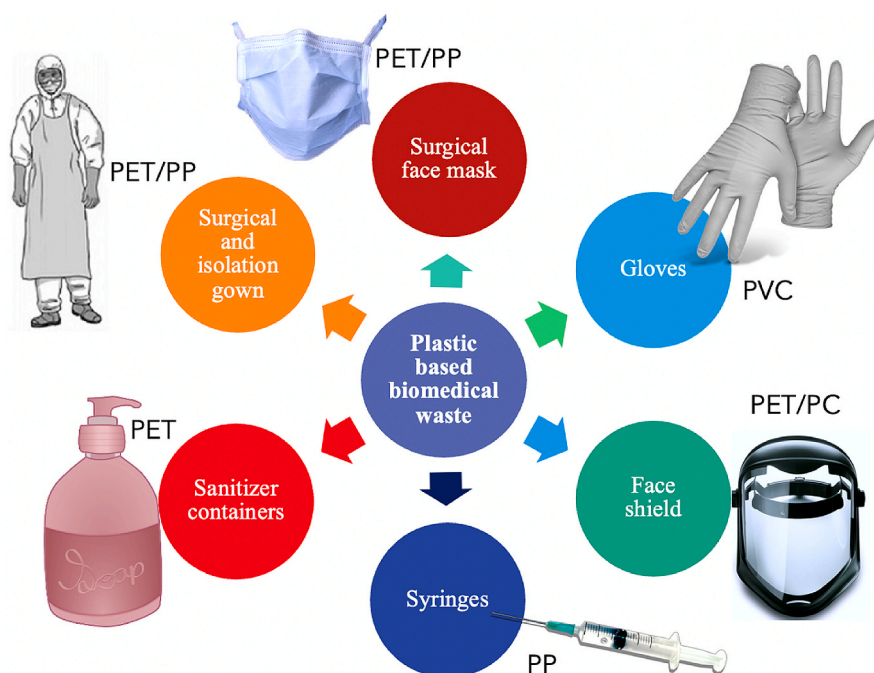 PET/PP
Surgical
face mask
PET/PP
Surgical
and
isolation
gown
Gloves
PVC
Plastic
based
biomedical
waste
PET
Sanitizer
containers
Soap
PET/PC
Face
shield
Syringes
PP